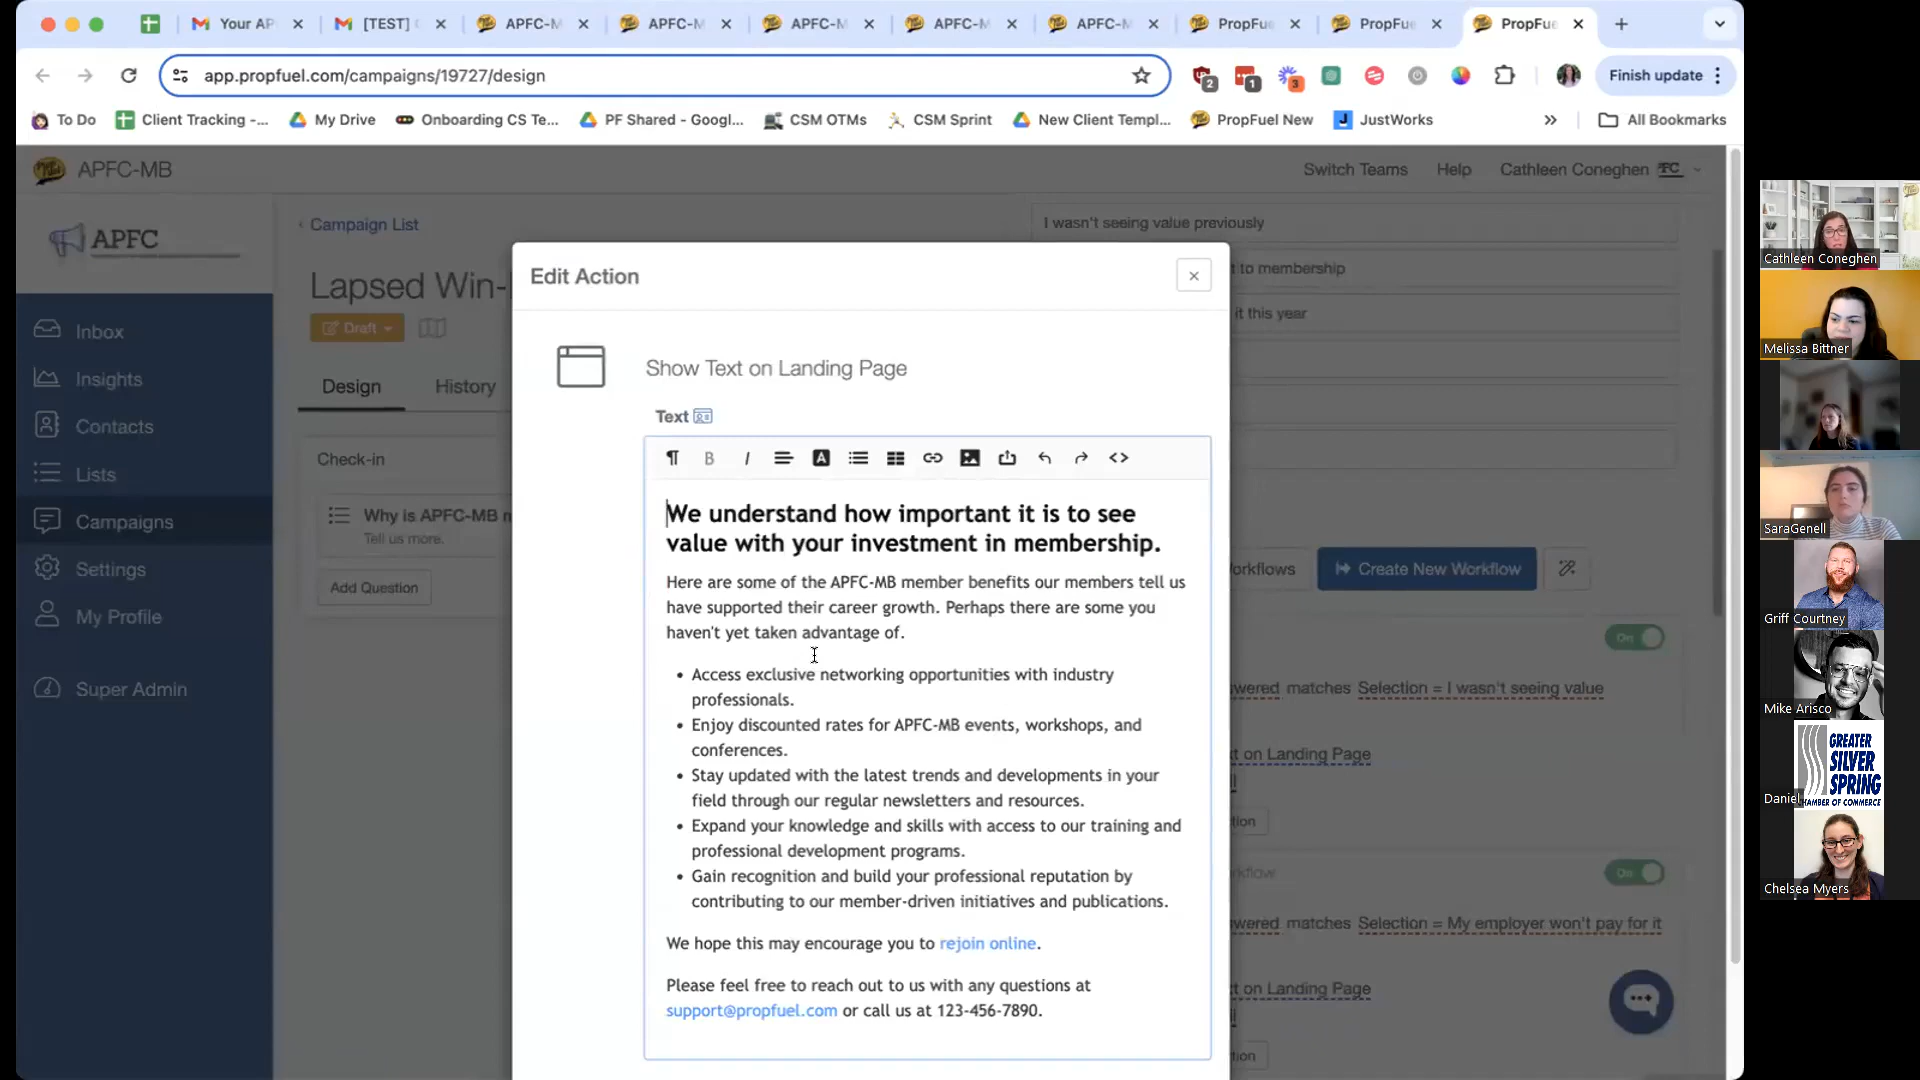 Your AP
[TEST]
APFC-M
APFC-M
APFC-M
APFC-M
APFC-M
PropFue
PropFue
PropFue
app.propfuel.com/campaigns/19727/design
2
1
3
Finish update
To Do
Client Tracking -...
My Drive
Onboarding CS Te...
PF Shared - Googl...
CSM OTMs
CSM Sprint
New Client Templ...
PropFuel New
JustWorks
All Bookmarks
APFC-MB
Switch Teams
Help
Cathleen Coneghen
APFC
Inbox
Insights
Contacts
Lists
Campaigns
Settings
My Profile
Super Admin
Campaign List
Lapsed Win-
Draft
Design
History
Check-in
Why is APFC-MB
Tell us more.
Add Question
I wasn't seeing value previously
to membership
it this year
orkflows
Create New Workflow
On
wered matches Selection = I wasn't seeing value
t on Landing Page
tion
rkflow
On
wered matches Selection = My employer won't pay for it
t on Landing Page
tion
Edit Action
Show Text on Landing Page
Text
We understand how important it is to see
value with your investment in membership.
Here are some of the APFC-MB member benefits our members tell us
have supported their career growth. Perhaps there are some you
haven't yet taken advantage of.
• Access exclusive networking opportunities with industry
professionals.
• Enjoy discounted rates for APFC-MB events, workshops, and
conferences.
• Stay updated with the latest trends and developments in your
field through our regular newsletters and resources.
• Expand your knowledge and skills with access to our training and
professional development programs.
• Gain recognition and build your professional reputation by
contributing to our member-driven initiatives and publications.
We hope this may encourage you to rejoin online.
Please feel free to reach out to us with any questions at
support@propfuel.com or call us at 123-456-7890.
Cathleen Coneghen
Melissa Bittner
SaraGenell
Griff Courtney
Mike Arisco
GREATER
SILVER
SPRING
CHAMBER OF COMMERCE
Daniel
Chelsea Myers